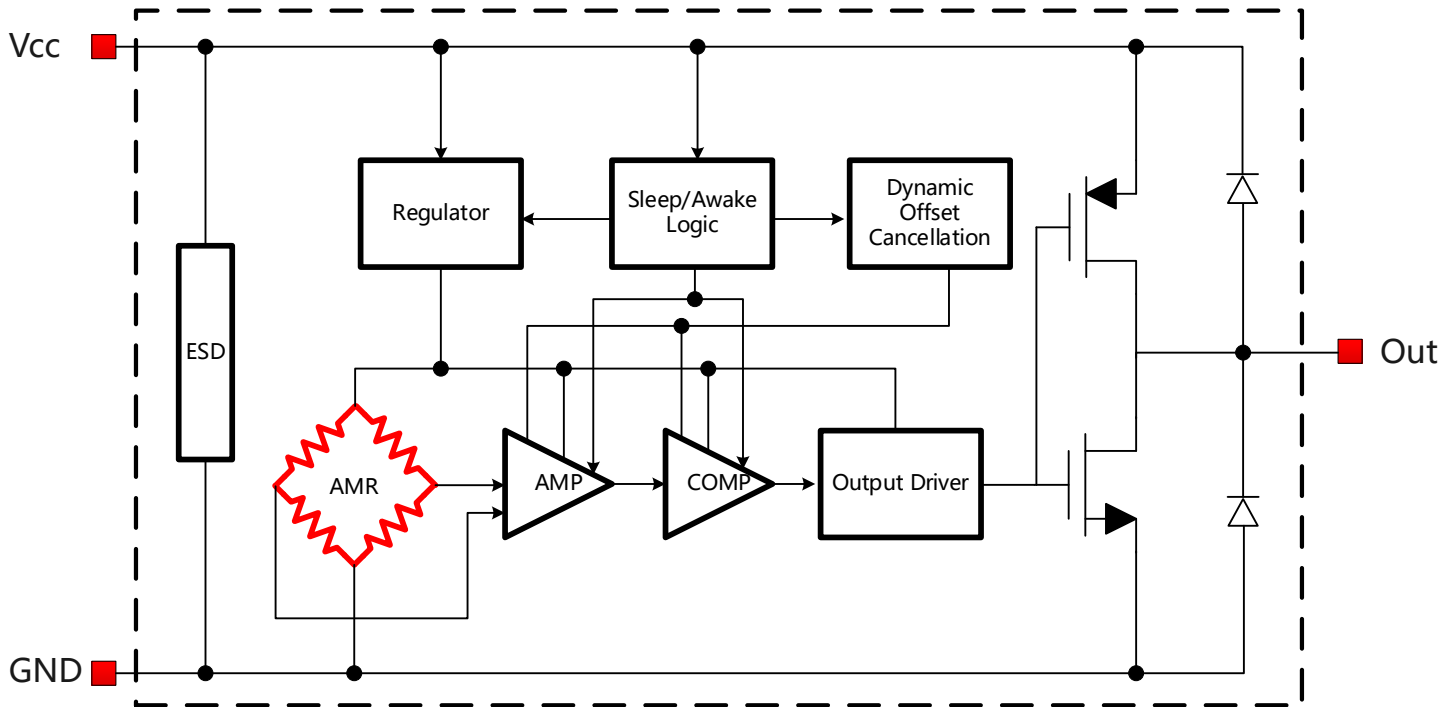 Vcc
Regulator
Sleep/Awake
Logic
Dynamic
Offset
Cancellation
ESD
Out
AMR
AMP
COMP
Output Driver
GND